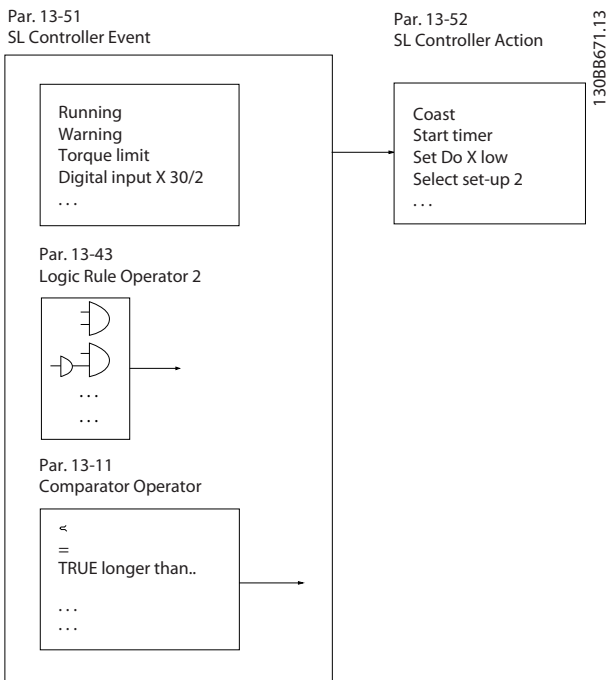 Par. 13-51
SL Controller Event
Par. 13-52
SL Controller Action
130BB671.13
Running
Warning
Torque limit
Digital input X 30/2
. . .
Coast
Start timer
Set Do X low
Select set-up 2
. . .
Par. 13-43
Logic Rule Operator 2
. . .
. . .
Par. 13-11
Comparator Operator
<
=
TRUE longer than..
. . .
. . .